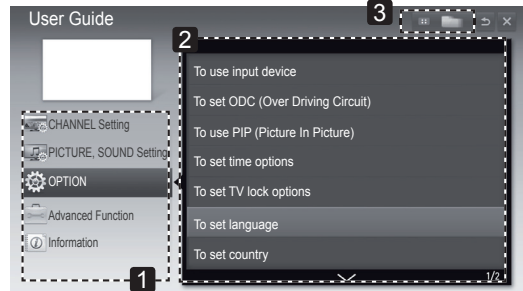 User Guide
3
2
To use input device
To set ODC (Over Driving Circuit)
To use PIP (Picture In Picture)
To set time options
To set TV lock options
To set language
To set country
1/2
CHANNEL Setting
PICTURE, SOUND Setting
OPTION
Advanced Function
Information
1